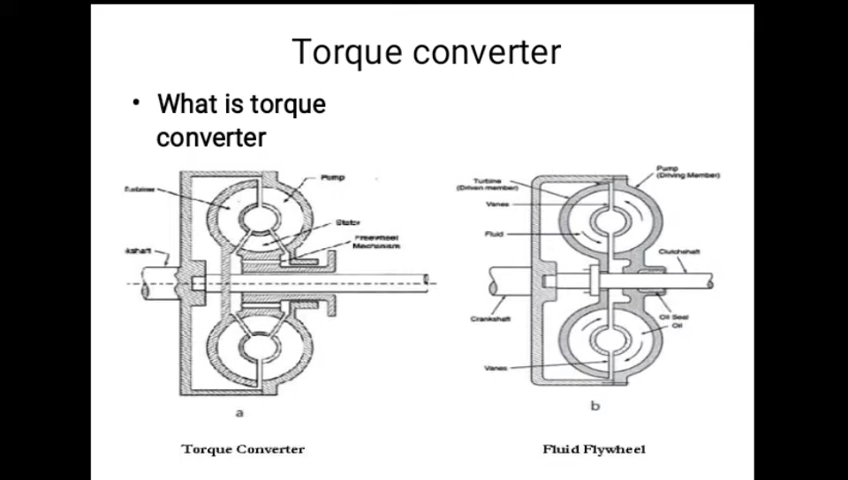 Torque converter
• What is torque
converter
Pump
Stator
Freewheel
Mechanism
kshaft
a
Torque Converter
Pump
(Driving Member)
Turbine
(Driven member)
Vanes
Fluid
Clutchshaft
Crankshaft
Oil Seal
Oil
Vanes
b
Fluid Flywheel